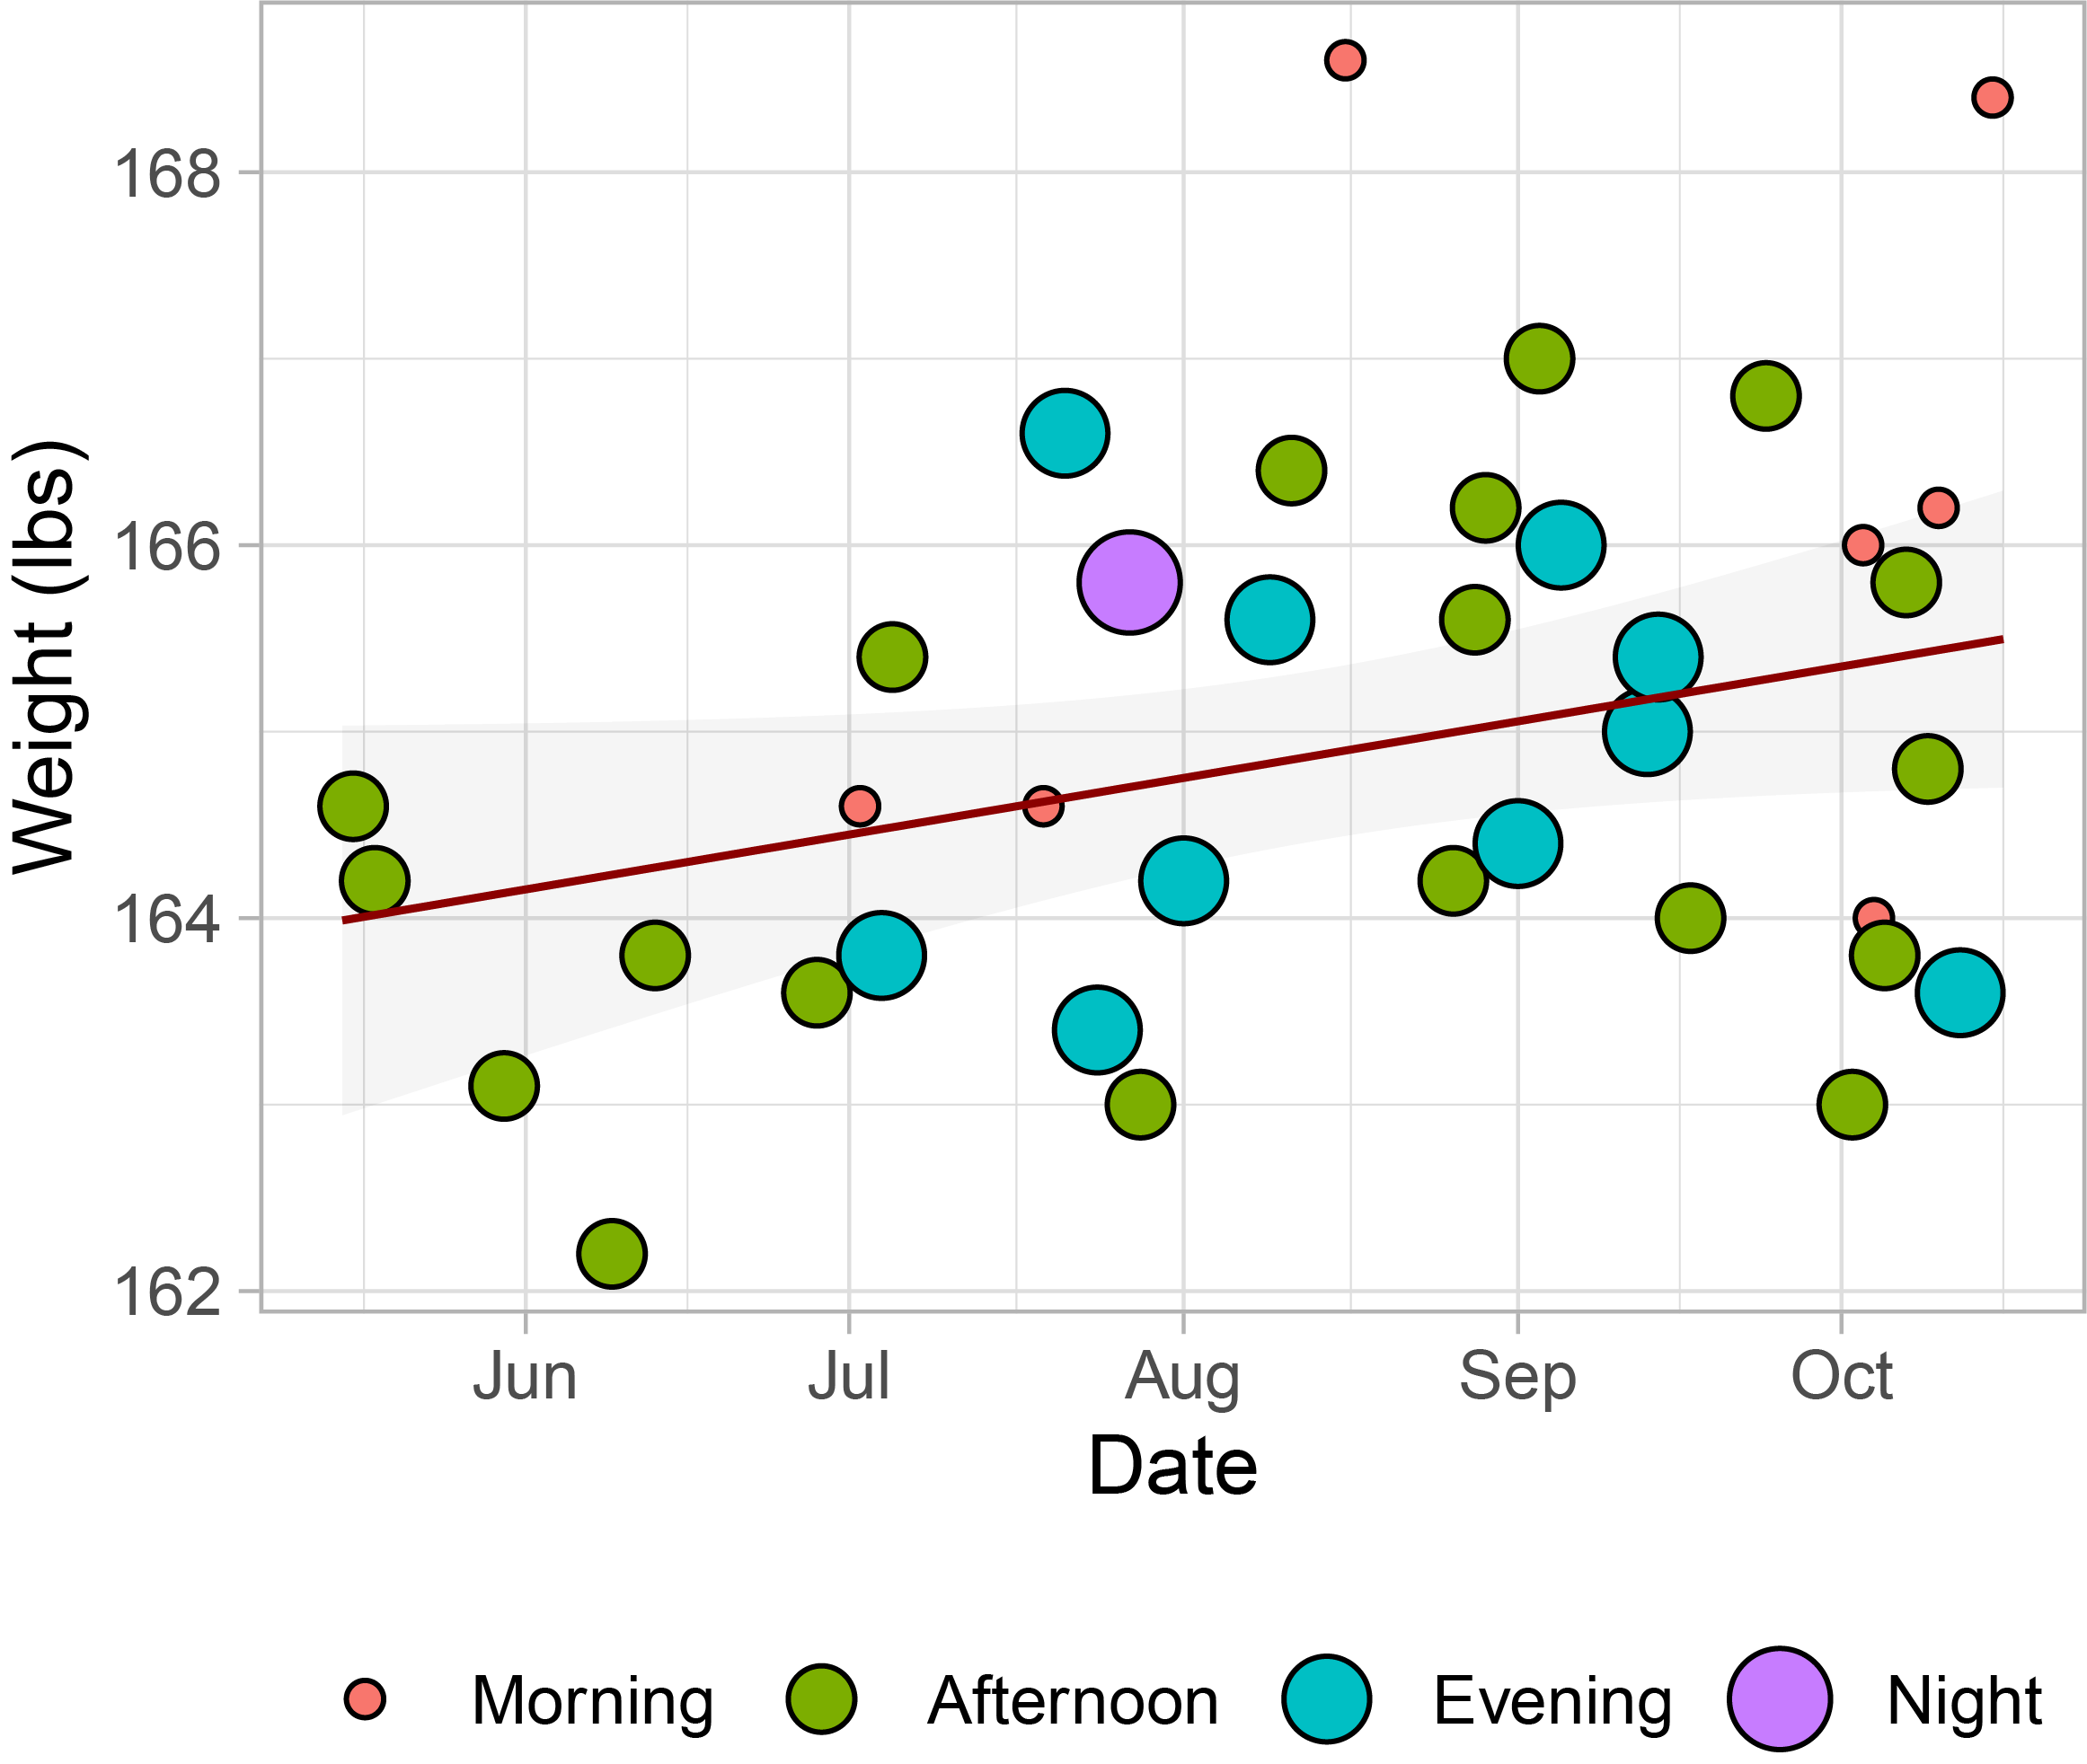 Weight (lbs)
168
166
164
162
Jun Jul Aug Sep Oct
Date
Morning Afternoon Evening Night